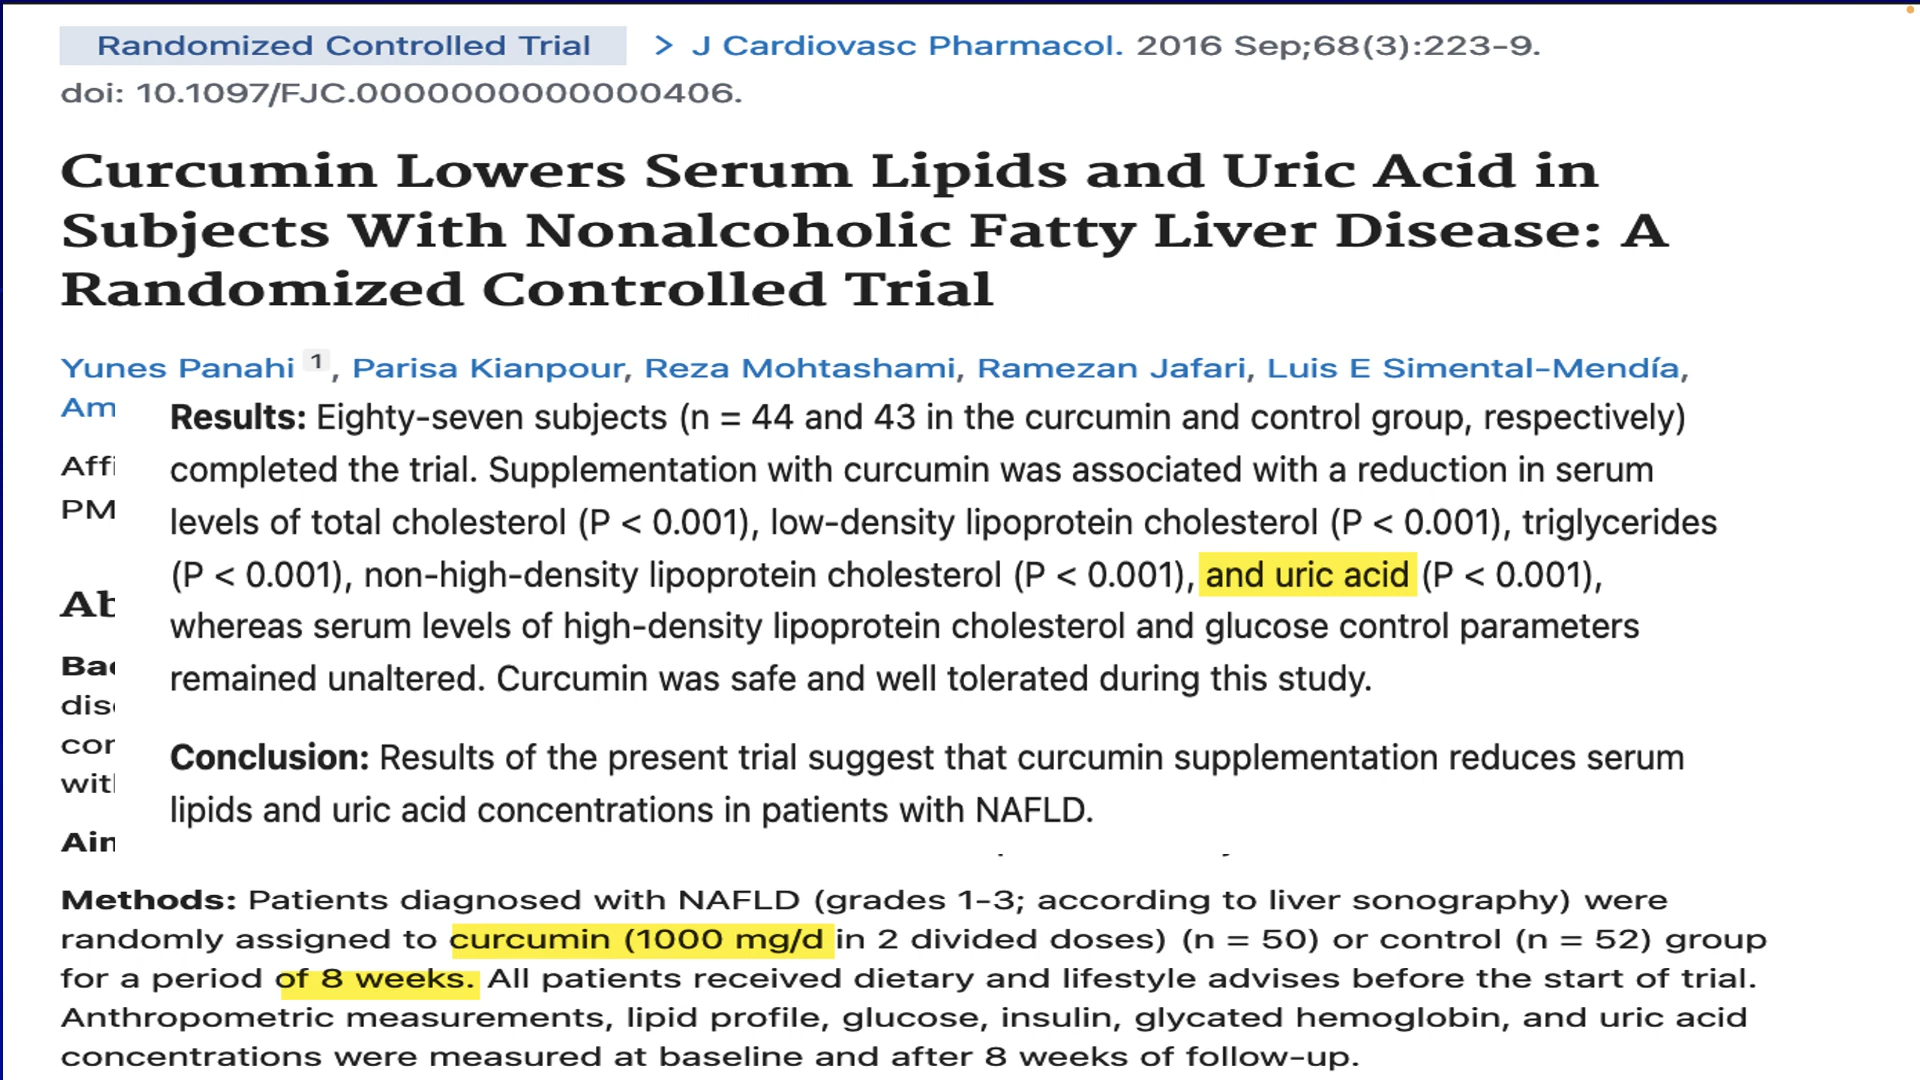 Randomized Controlled Trial > J Cardiovasc Pharmacol. 2016 Sep;68(3):223-9.
doi: 10.1097/FJC.0000000000000406.
Curcumin Lowers Serum Lipids and Uric Acid in
Subjects With Nonalcoholic Fatty Liver Disease: A
Randomized Controlled Trial
Yunes Panahi 1, Parisa Kianpour, Reza Mohtashami, Ramezan Jafari, Luis E Simental-Mendía,
Am
Results: Eighty-seven subjects (n = 44 and 43 in the curcumin and control group, respectively)
Affi
completed the trial. Supplementation with curcumin was associated with a reduction in serum
PM
levels of total cholesterol (P < 0.001), low-density lipoprotein cholesterol (P < 0.001), triglycerides
(P < 0.001), non-high-density lipoprotein cholesterol (P < 0.001), and uric acid (P < 0.001),
whereas serum levels of high-density lipoprotein cholesterol and glucose control parameters
remained unaltered. Curcumin was safe and well tolerated during this study.
Conclusion: Results of the present trial suggest that curcumin supplementation reduces serum
lipids and uric acid concentrations in patients with NAFLD.
Methods: Patients diagnosed with NAFLD (grades 1-3; according to liver sonography) were
randomly assigned to curcumin (1000 mg/d in 2 divided doses) (n = 50) or control (n = 52) group
for a period of 8 weeks. All patients received dietary and lifestyle advises before the start of trial.
Anthropometric measurements, lipid profile, glucose, insulin, glycated hemoglobin, and uric acid
concentrations were measured at baseline and after 8 weeks of follow-up.